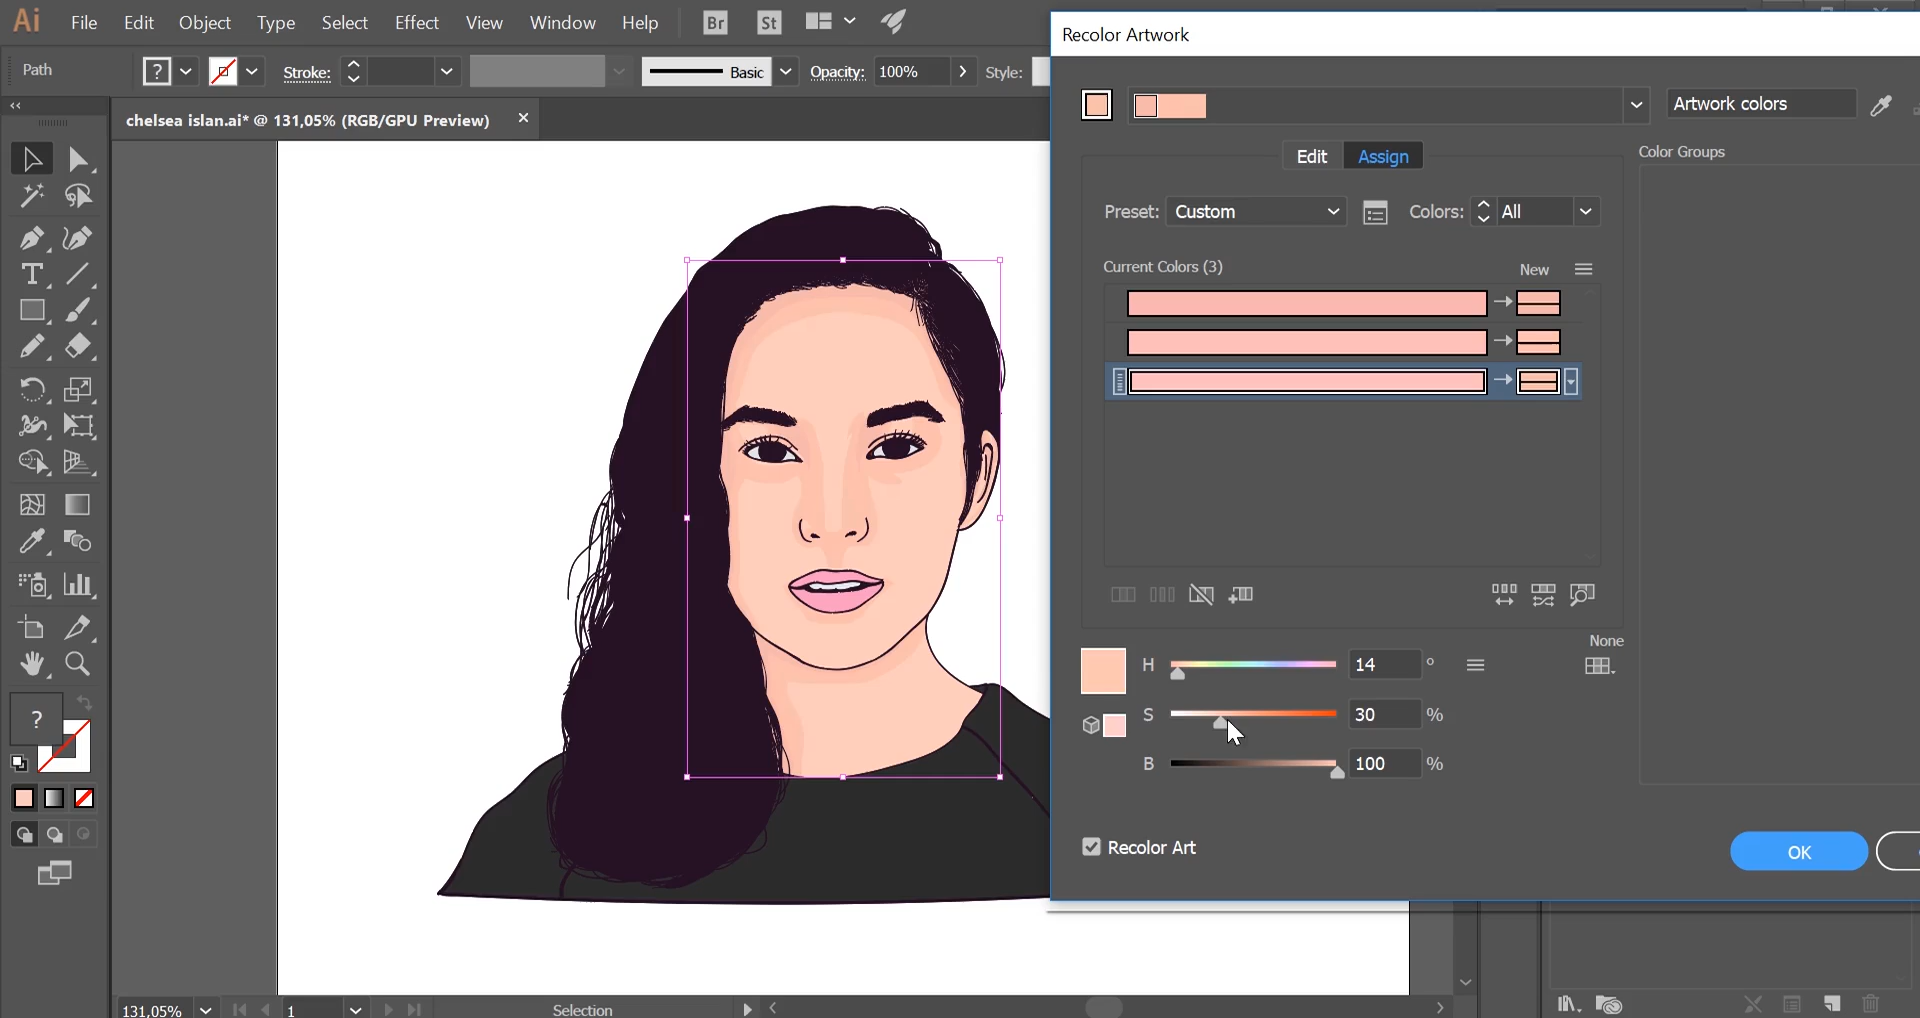 Ai File Edit Object Type Select Effect View Window Help Br St
Recolor Artwork
Path ? Stroke: Basic Opacity: 100% Style:
chelsea islan.ai* @ 131,05% (RGB/GPU Preview)
Artwork colors
Edit Assign
Color Groups
Preset: Custom Colors: All
Current Colors (3) New
None
H 14 °
S 30 %
B 100 %
?
Recolor Art
OK
131,05% 1 Selection